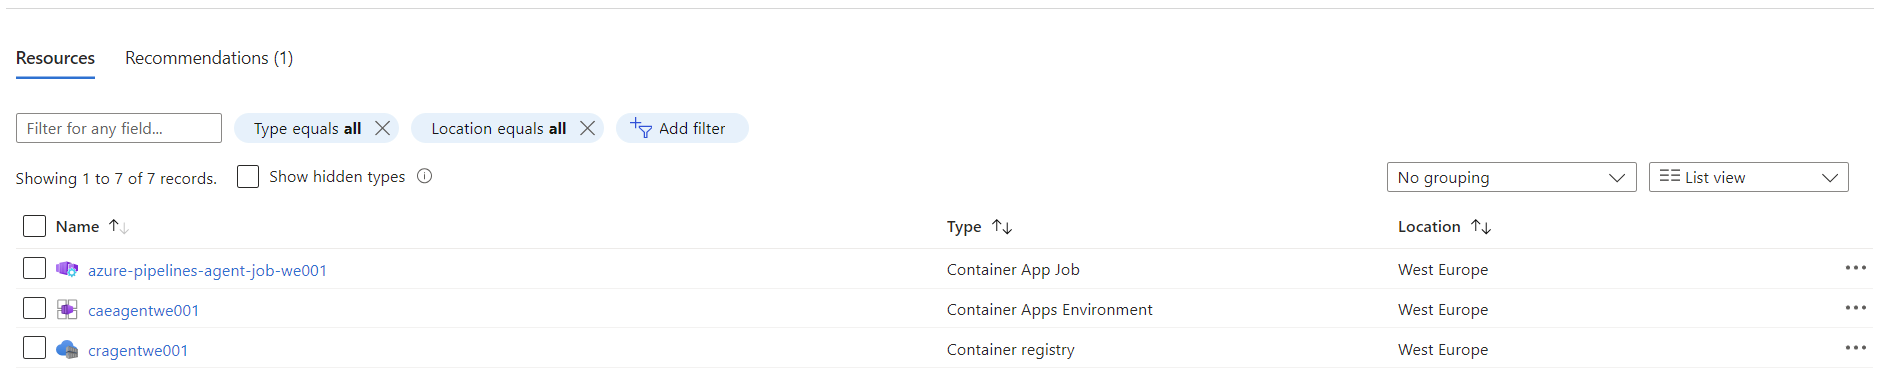 Resources Recommendations (1)
Filter for any field... Type equals all Location equals all Add filter
Showing 1 to 7 of 7 records. Show hidden types No grouping List view
Name Type Location
azure-pipelines-agent-job-we001 Container App Job West Europe
caeagentwe001 Container Apps Environment West Europe
cragentwe001 Container registry West Europe